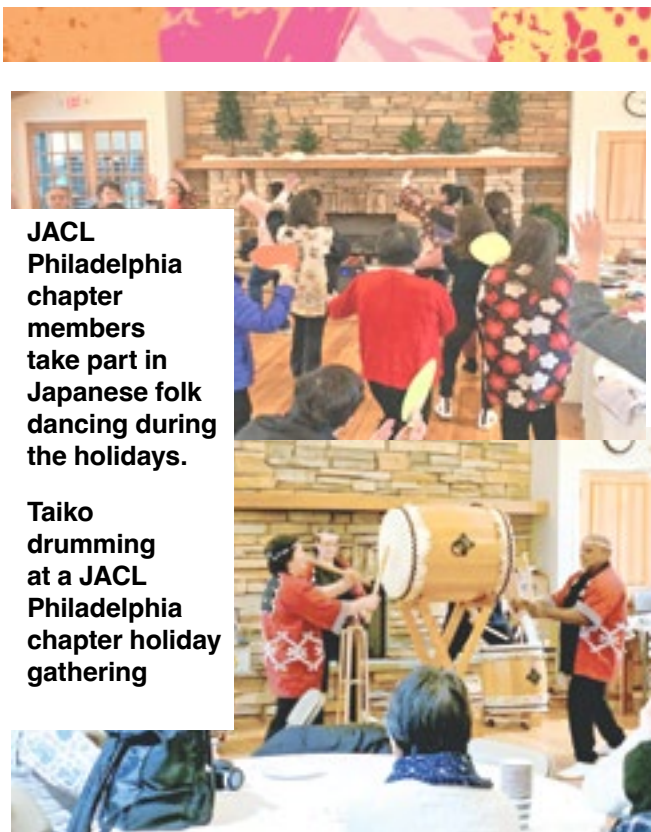 JACL
Philadelphia
chapter
members
take part in
Japanese folk
dancing during
the holidays.
Taiko
drumming
at a JACL
Philadelphia
chapter holiday
gathering